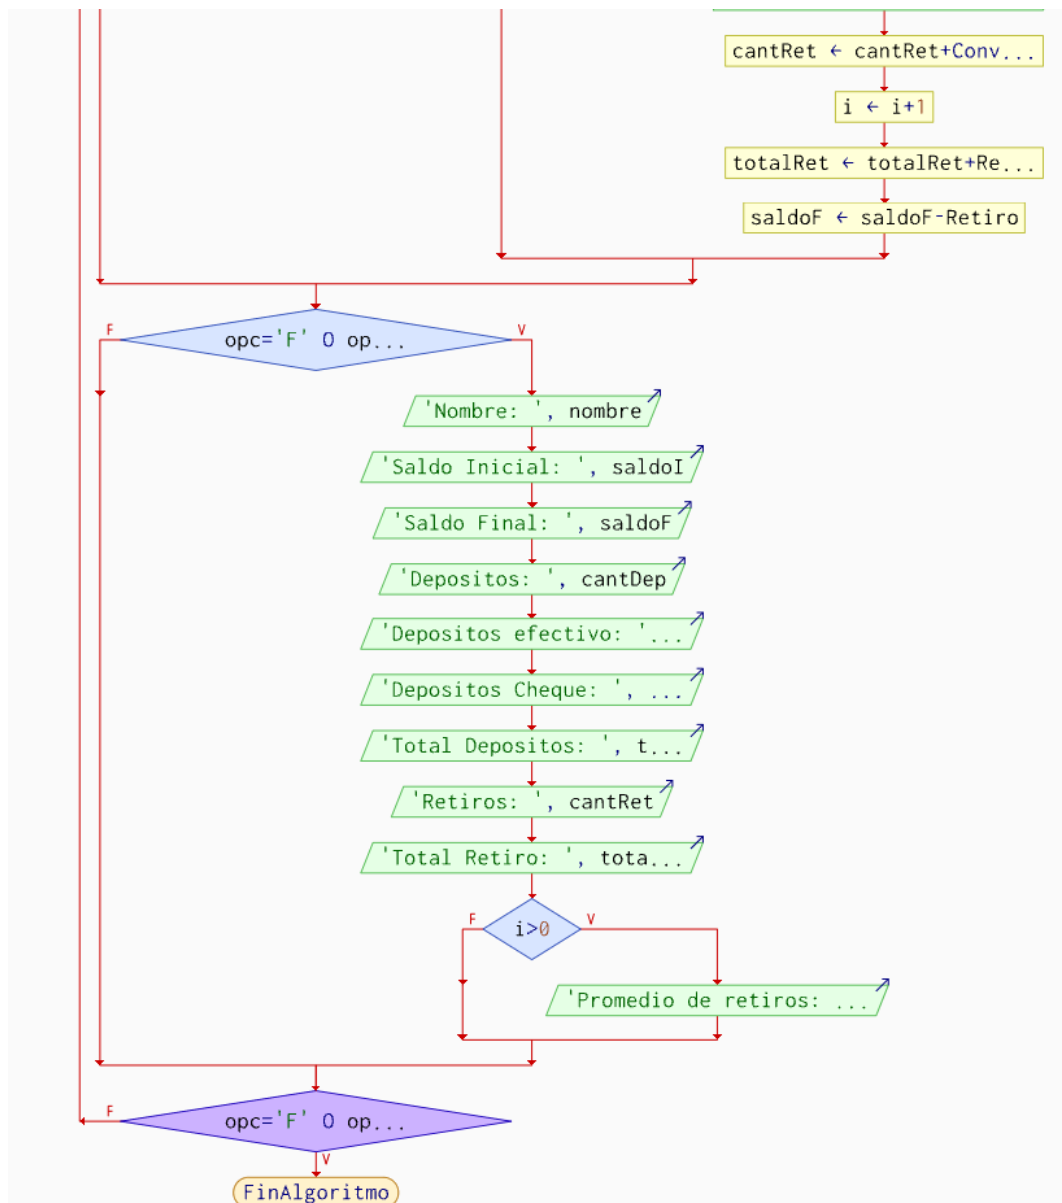 cantRet ← cantRet+Conv...
i ← i+1
totalRet ← totalRet+Re...
saldoF ← saldoF-Retiro
F
opc='F' O op...
V
'Nombre: ', nombre
'Saldo Inicial: ', saldoI
'Saldo Final: ', saldoF
'Depositos: ', cantDep
'Depositos efectivo: '...
'Depositos Cheque: ', ...
'Total Depositos: ', t...
'Retiros: ', cantRet
'Total Retiro: ', tota...
F
i>0
V
'Promedio de retiros: ...
F
opc='F' O op...
V
FinAlgoritmo